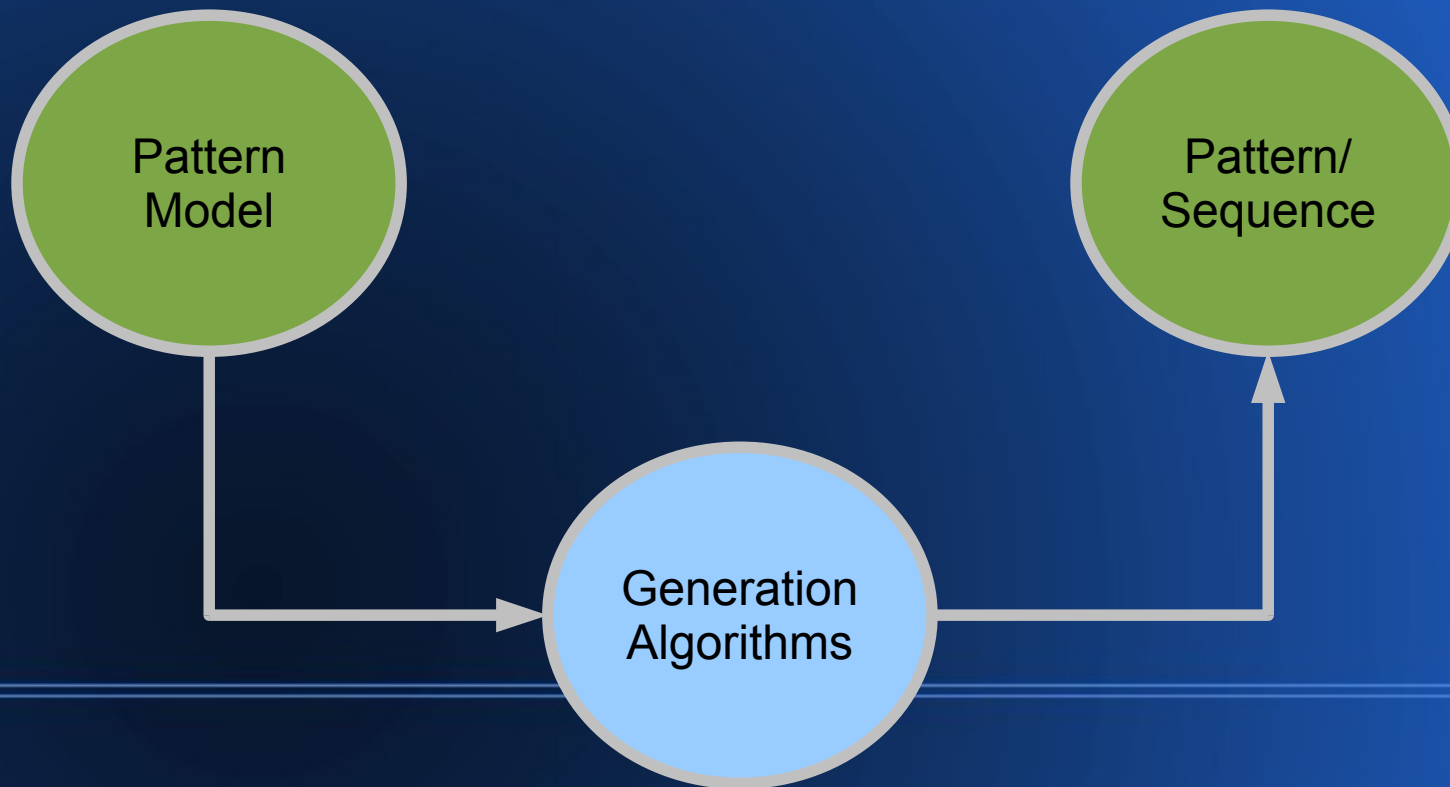 Pattern
Model
Pattern/
Sequence
Generation
Algorithms